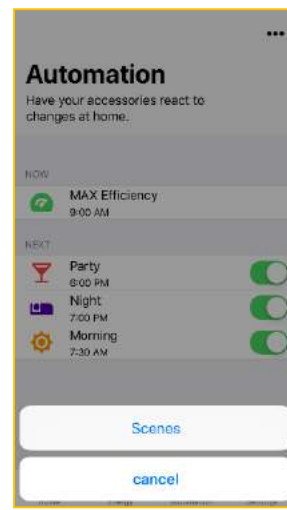 •••
Automation
Have your accessories react to
changes at home.
NOW
MAX Efficiency
9:00 AM
NEXT
Party
6:00 PM
Night
7:00 PM
Morning
7:30 AM
Scenes
cancel